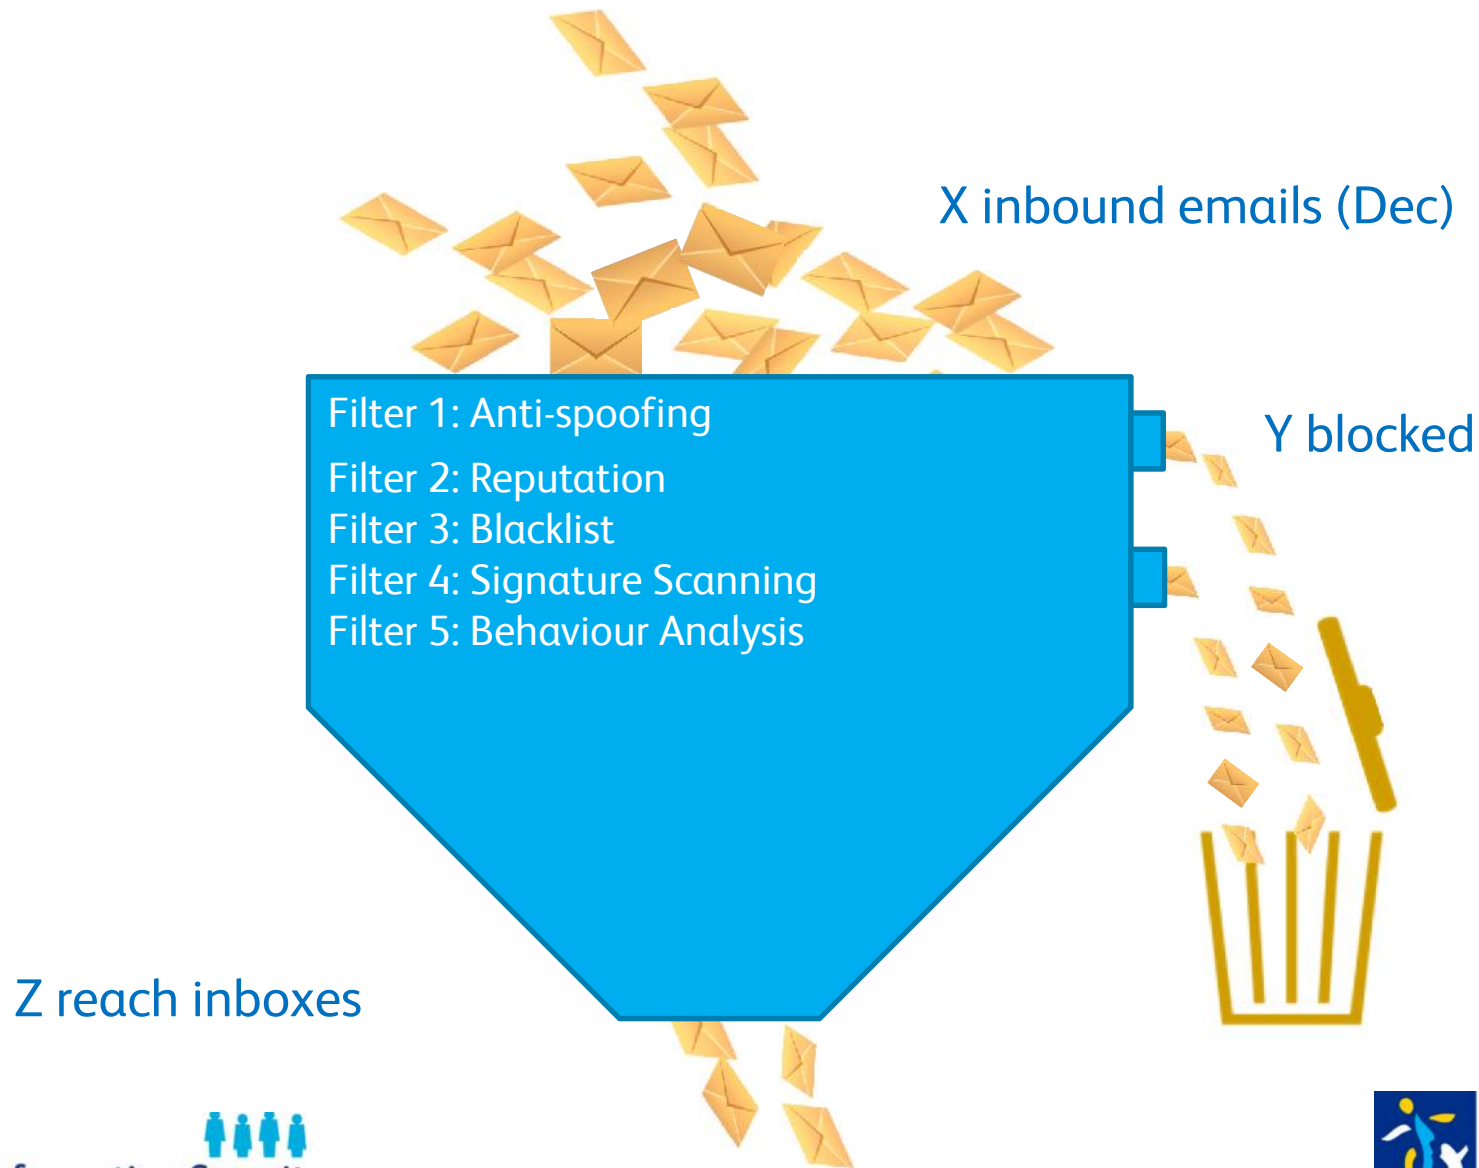 X inbound emails (Dec)
Filter 1: Anti-spoofing
Y blocked
Filter 2: Reputation
Filter 3: Blacklist
Filter 4: Signature Scanning
Filter 5: Behaviour Analysis
Z reach inboxes